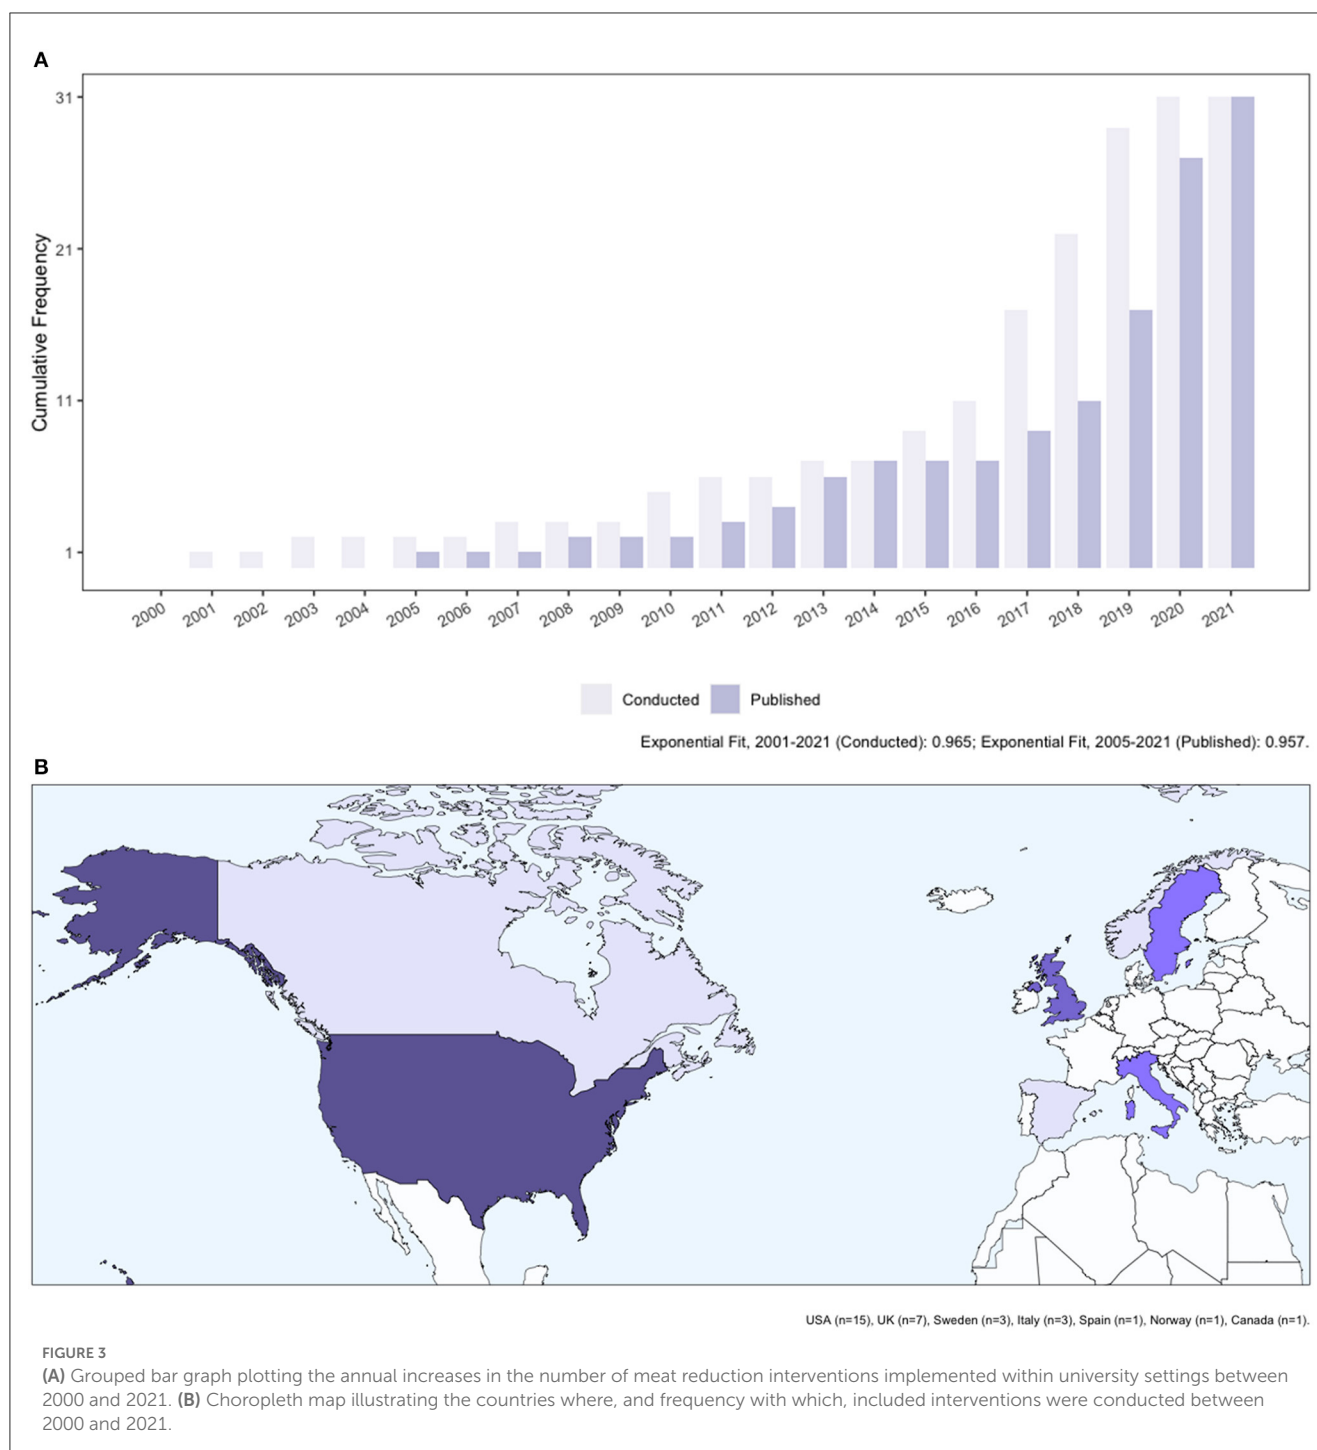 A
Cumulative Frequency
31
21
11
1
2000 2001 2002 2003 2004 2005 2006 2007 2008 2009 2010 2011 2012 2013 2014 2015 2016 2017 2018 2019 2020 2021
Conducted Published
Exponential Fit, 2001-2021 (Conducted): 0.965; Exponential Fit, 2005-2021 (Published): 0.957.
B
USA (n=15), UK (n=7), Sweden (n=3), Italy (n=3), Spain (n=1), Norway (n=1), Canada (n=1).
FIGURE 3
(A) Grouped bar graph plotting the annual increases in the number of meat reduction interventions implemented within university settings between
2000 and 2021. (B) Choropleth map illustrating the countries where, and frequency with which, included interventions were conducted between
2000 and 2021.